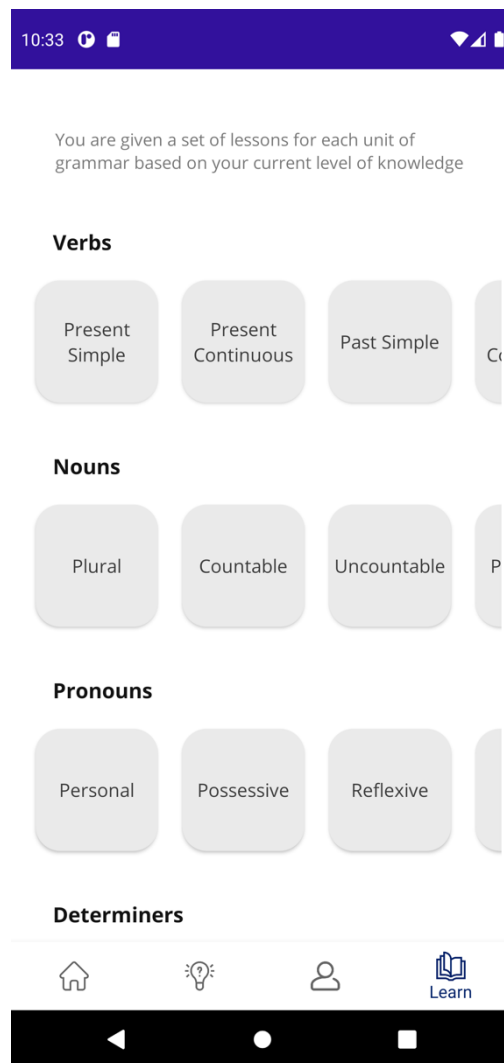 10:33
You are given a set of lessons for each unit of
grammar based on your current level of knowledge
Verbs
Present
Simple
Present
Continuous
Past Simple
Nouns
Plural
Countable
Uncountable
P
Pronouns
Personal
Possessive
Reflexive
Determiners
Learn